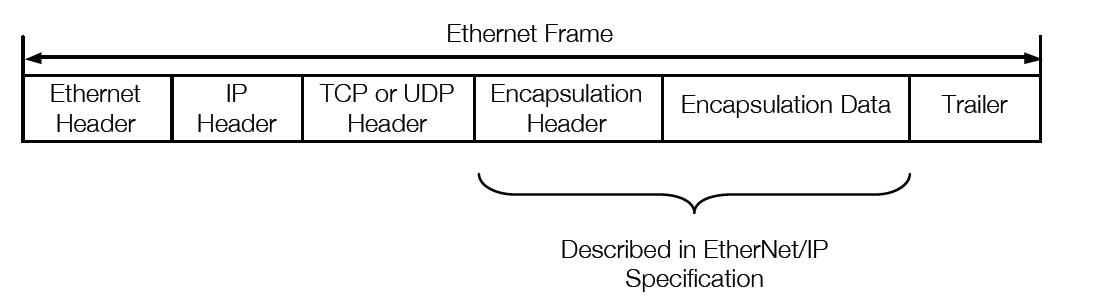 Ethernet Frame
Ethernet
Header
IP
Header
TCP or UDP
Header
Encapsulation
Header
Encapsulation Data
Trailer
Described in EtherNet/IP
Specification